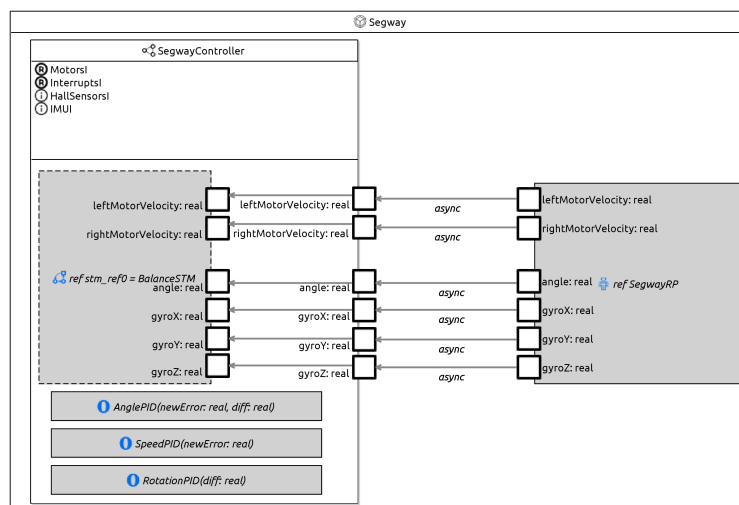 Segway
SegwayController
R MotorsI
R InterruptsI
i HallSensorsI
i IMUI
leftMotorVelocity: real
leftMotorVelocity: real
async
leftMotorVelocity: real
rightMotorVelocity: real
rightMotorVelocity: real
async
rightMotorVelocity: real
ref stm_ref0 = BalanceSTM
angle: real
angle: real
async
angle: real
ref SegwayRP
gyroX: real
gyroX: real
async
gyroX: real
gyroY: real
gyroY: real
async
gyroY: real
gyroZ: real
gyroZ: real
async
gyroZ: real
O AnglePID(newError: real, diff: real)
O SpeedPID(newError: real)
O RotationPID(diff: real)